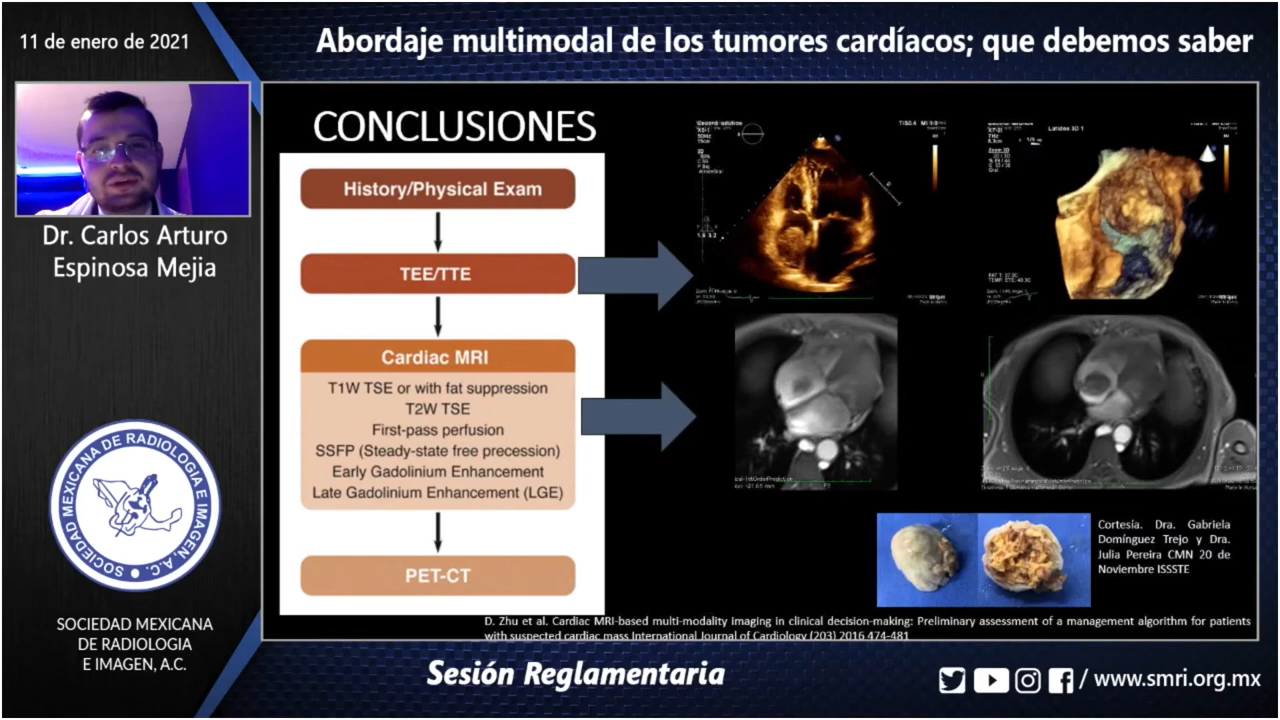 11 de enero de 2021
Abordaje multimodal de los tumores cardíacos; que debemos saber
Dr. Carlos Arturo
Espinosa Mejia
CONCLUSIONES
History/Physical Exam
TEE/TTE
Cardiac MRI
T1W TSE or with fat suppression
T2W TSE
First-pass perfusion
SSFP (Steady-state free precession)
Early Gadolinium Enhancement
Late Gadolinium Enhancement (LGE)
PET-CT
Latidos 3D 1
Cortesía. Dra. Gabriela
Domínguez Trejo y Dra.
Julia Pereira CMN 20 de
Noviembre ISSSTE
D. Zhu et al. Cardiac MRI-based multi-modality imaging in clinical decision-making: Preliminary assessment of a management algorithm for patients
with suspected cardiac mass International Journal of Cardiology (203) 2016 474-481
SOCIEDAD MEXICANA DE RADIOLOGIA E IMAGEN, A.C.
SOCIEDAD MEXICANA
DE RADIOLOGIA
E IMAGEN, A.C.
Sesión Reglamentaria
/ www.smri.org.mx